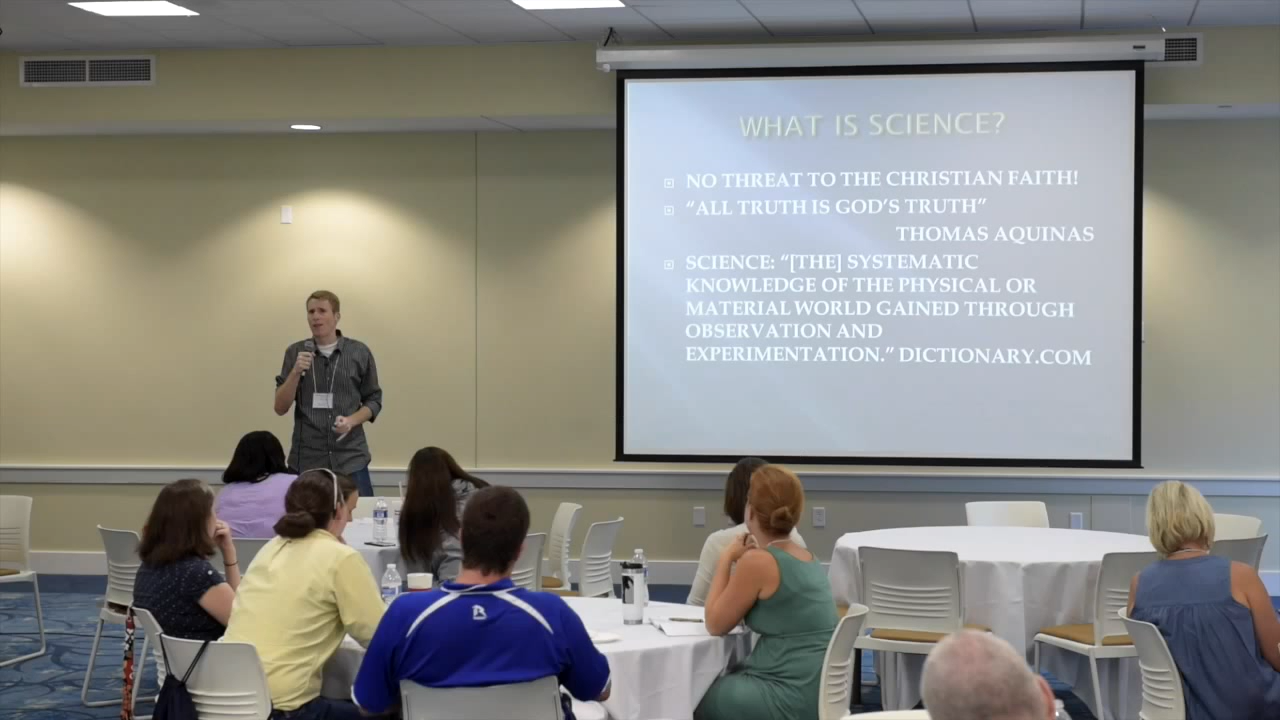 WHAT IS SCIENCE?
NO THREAT TO THE CHRISTIAN FAITH!
“ALL TRUTH IS GOD’S TRUTH”
THOMAS AQUINAS
SCIENCE: “[THE] SYSTEMATIC
KNOWLEDGE OF THE PHYSICAL OR
MATERIAL WORLD GAINED THROUGH
OBSERVATION AND
EXPERIMENTATION.” DICTIONARY.COM